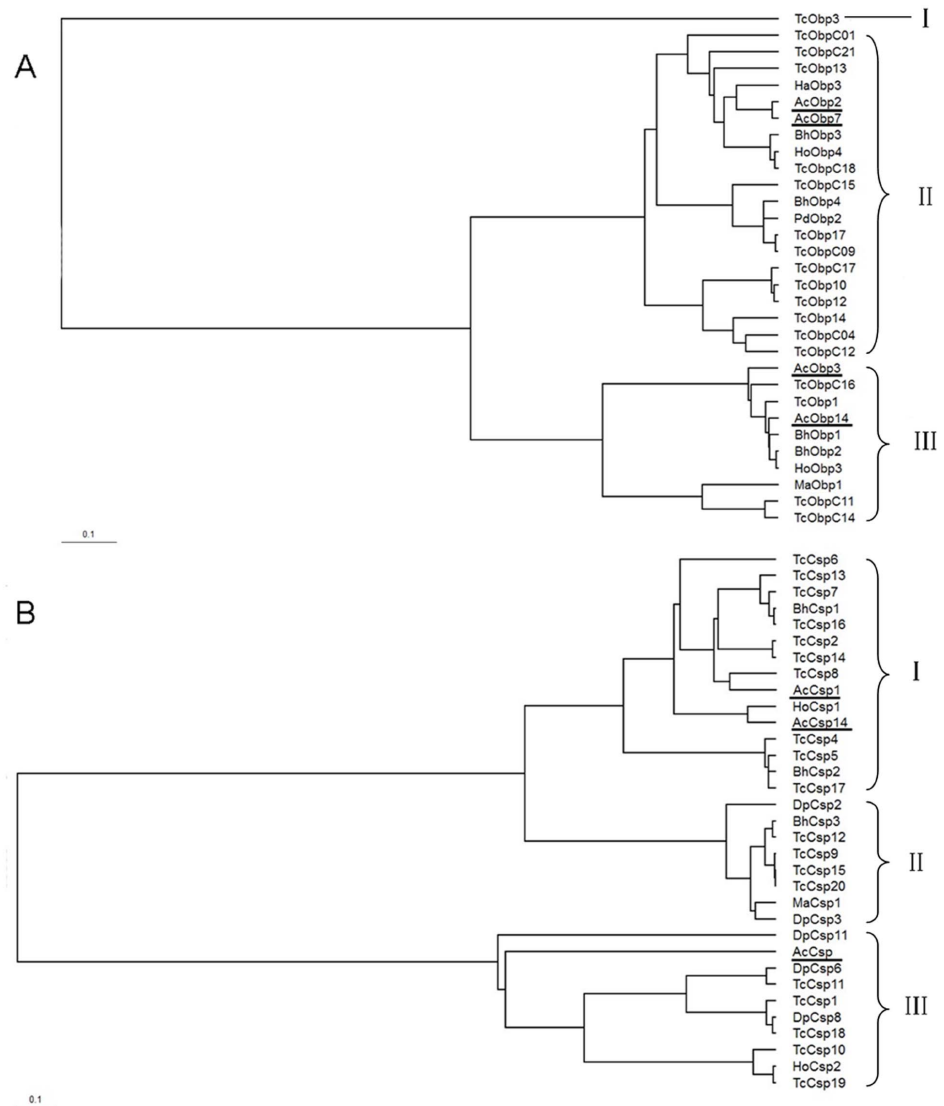 A
TcObp3
I
TcObpC01
TcObpC21
TcObp13
HaObp3
AcObp2
AcObp7
BhObp3
HoObp4
TcObpC18
TcObpC15
BhObp4
PdObp2
TcObp17
TcObpC09
TcObpC17
TcObp10
TcObp12
TcObp14
TcObpC04
TcObpC12
II
AcObp3
TcObpC16
TcObp1
AcObp14
BhObp1
BhObp2
HoObp3
MaObp1
TcObpC11
TcObpC14
III
0.1
B
TcCsp6
TcCsp13
TcCsp7
BhCsp1
TcCsp16
TcCsp2
TcCsp14
TcCsp8
AcCsp1
HoCsp1
AcCsp14
TcCsp4
TcCsp5
BhCsp2
TcCsp17
I
DpCsp2
BhCsp3
TcCsp12
TcCsp9
TcCsp15
TcCsp20
MaCsp1
DpCsp3
II
DpCsp11
AcCsp
DpCsp6
TcCsp11
TcCsp1
DpCsp8
TcCsp18
TcCsp10
HoCsp2
TcCsp19
III
0.1